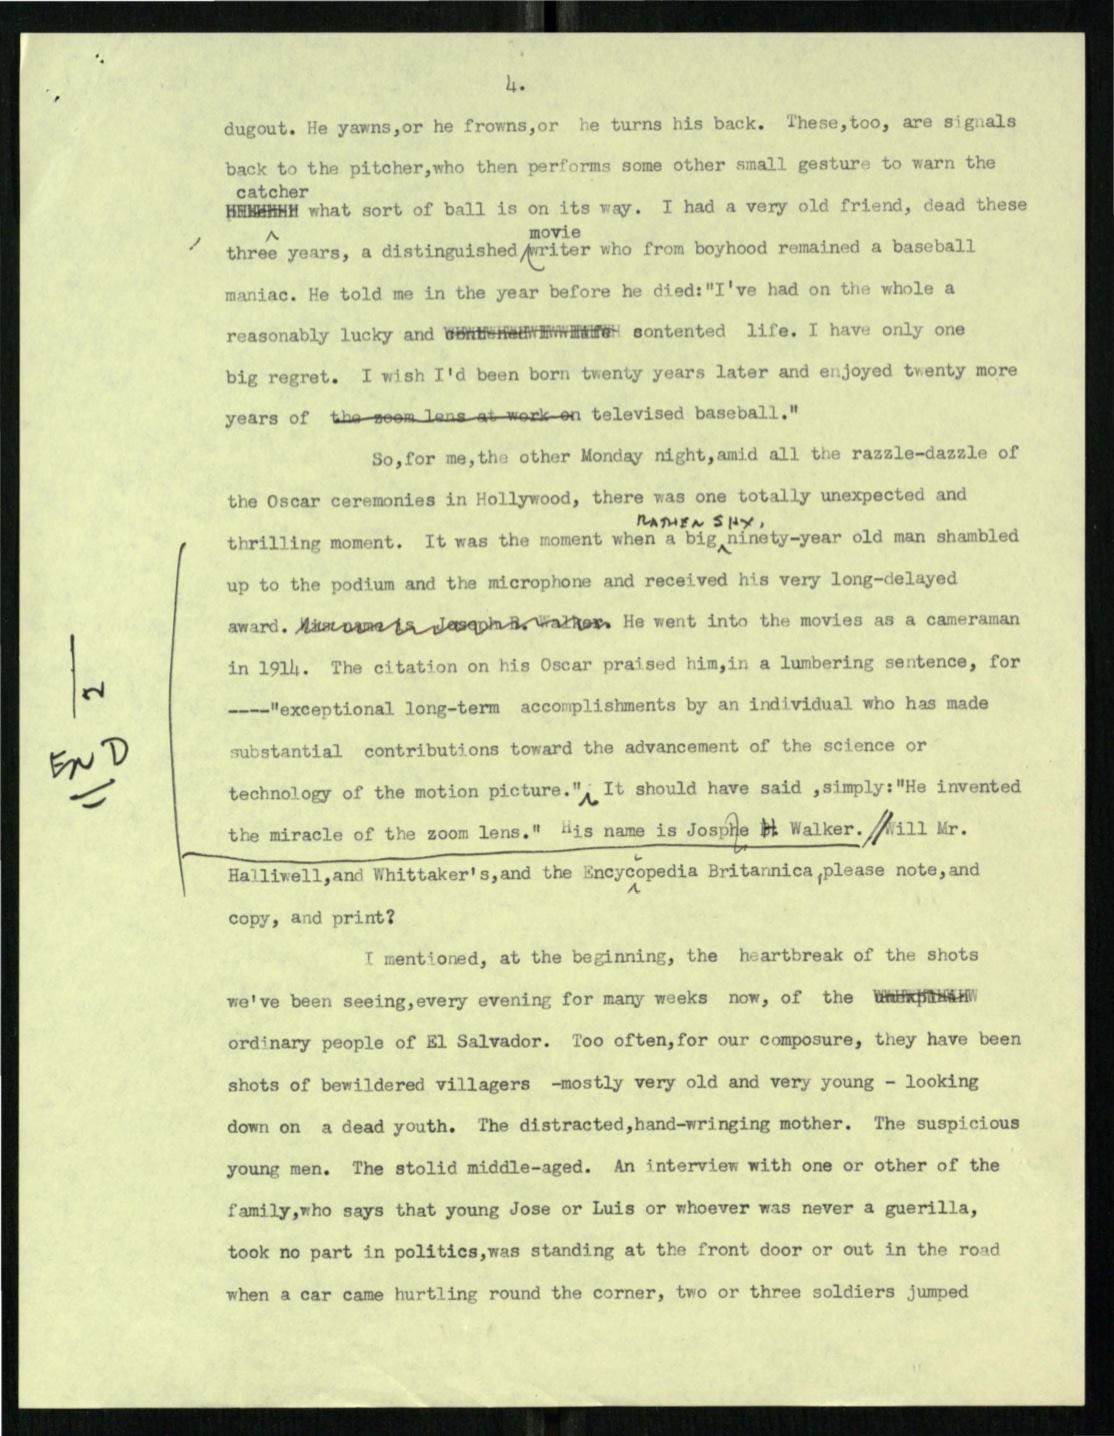 4.
dugout. He yawns,or he frowns,or he turns his back. These,too, are signals
back to the pitcher,who then performs some other small gesture to warn the
catcher
what sort of ball is on its way. I had a very old friend, dead these
movie
three years, a distinguished writer who from boyhood remained a baseball
maniac. He told me in the year before he died:"I've had on the whole a
reasonably lucky and contented life. I have only one
big regret. I wish I'd been born twenty years later and enjoyed twenty more
years of the zoom lens at work on televised baseball."
So,for me,the other Monday night,amid all the razzle-dazzle of
the Oscar ceremonies in Hollywood, there was one totally unexpected and
RATHER SHY,
thrilling moment. It was the moment when a big ninety-year old man shambled
up to the podium and the microphone and received his very long-delayed
award. His name is Joseph B. Walker. He went into the movies as a cameraman
in 1914. The citation on his Oscar praised him,in a lumbering sentence, for
----"exceptional long-term accomplishments by an individual who has made
substantial contributions toward the advancement of the science or
technology of the motion picture." It should have said ,simply:"He invented
the miracle of the zoom lens." His name is Josphe Walker. // Will Mr.
Halliwell,and Whittaker's,and the Encycopedia Britannica,please note,and
copy, and print?
I mentioned, at the beginning, the heartbreak of the shots
we've been seeing,every evening for many weeks now, of the
ordinary people of El Salvador. Too often,for our composure, they have been
shots of bewildered villagers -mostly very old and very young - looking
down on a dead youth. The distracted,hand-wringing mother. The suspicious
young men. The stolid middle-aged. An interview with one or other of the
family,who says that young Jose or Luis or whoever was never a guerilla,
took no part in politics,was standing at the front door or out in the road
when a car came hurtling round the corner, two or three soldiers jumped
2
END